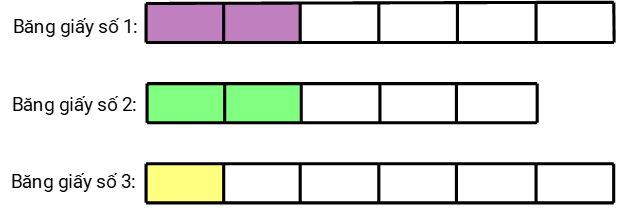 Băng giấy số 1:
Băng giấy số 2:
Băng giấy số 3: